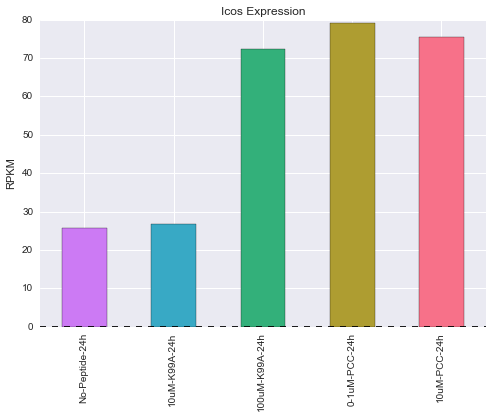 Icos Expression
80
70
60
50
40
30
20
10
0
RPKM
No-Peptide-24h
10uM-K99A-24h
100uM-K99A-24h
0-1uM-PCC-24h
10uM-PCC-24h